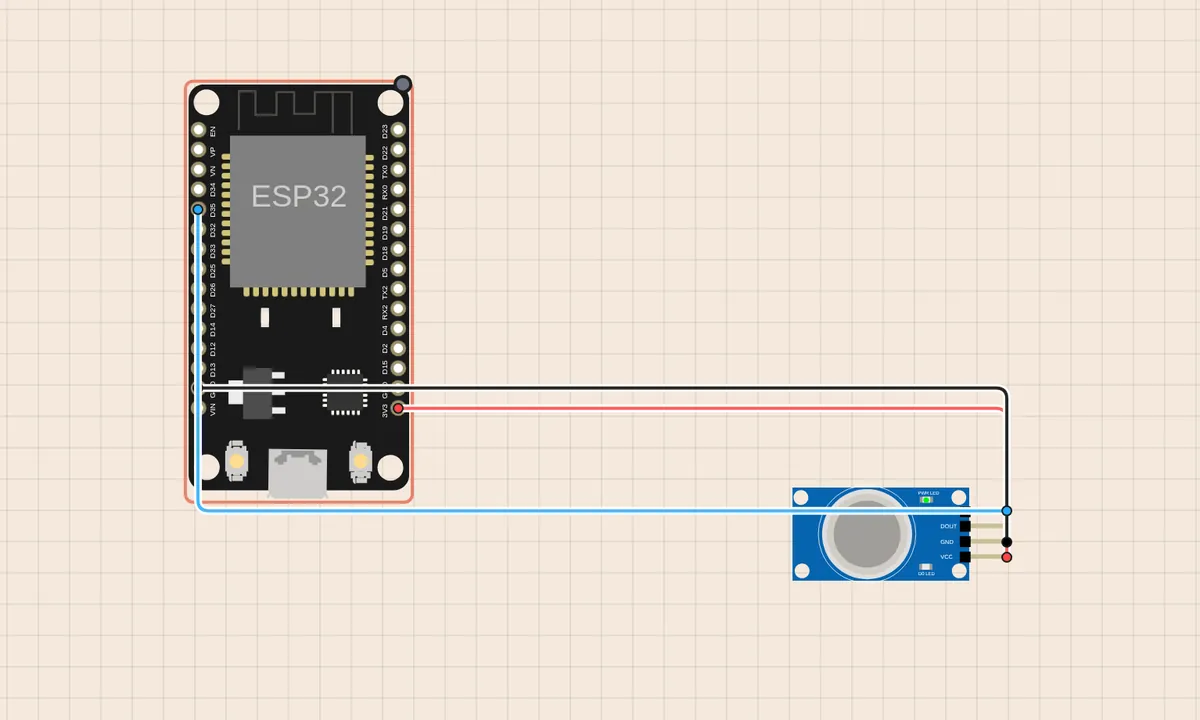 EN
VP
VN
D34
D35
D32
D33
D25
D26
D27
D14
D12
D13
VIN
ESP32
D23
D22
TX0
RX0
D21
D19
D18
D5
TX2
RX2
D4
D2
D15
3V3
PWR LED
DOUT
GND
VCC
D0 LED